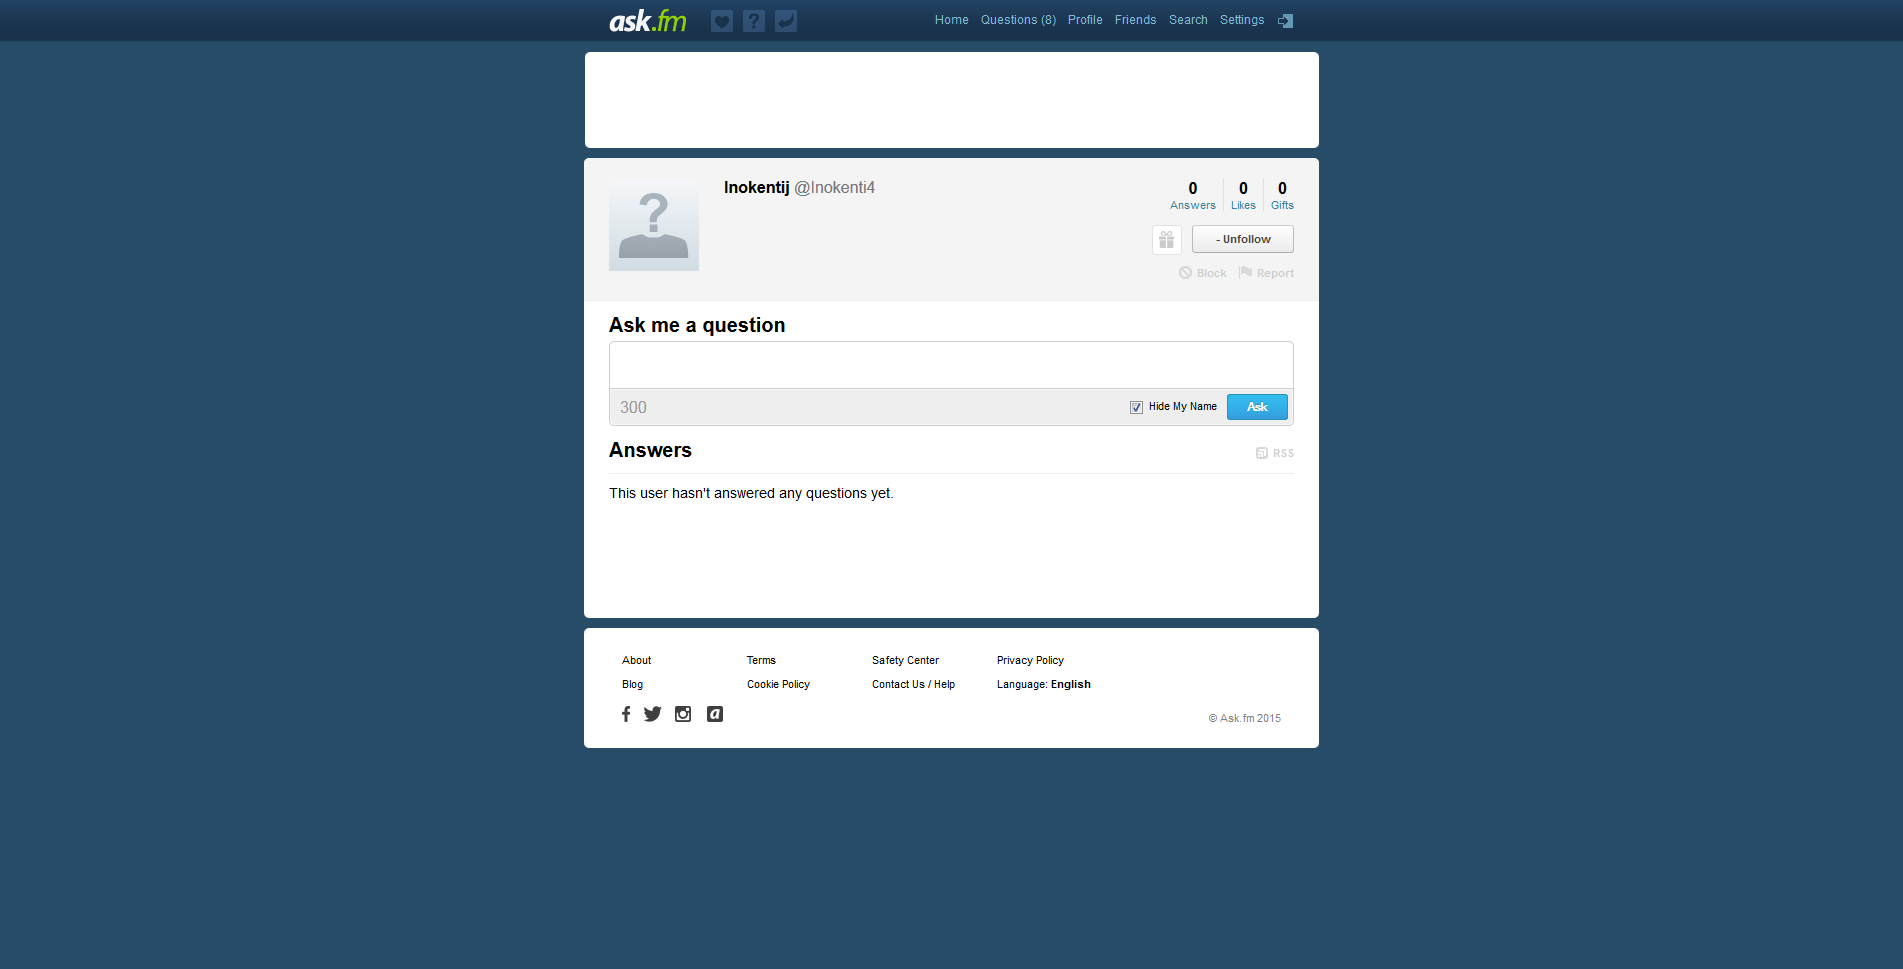 ask.fm ? Home Questions (8) Profile Friends Search Settings
Inokentij @Inokenti4
0 0 0
Answers Likes Gifts
?
- Unfollow
Block Report
Ask me a question
300 Hide My Name Ask
Answers RSS
This user hasn't answered any questions yet.
About Terms Safety Center Privacy Policy
Blog Cookie Policy Contact Us / Help Language: English
© Ask.fm 2015